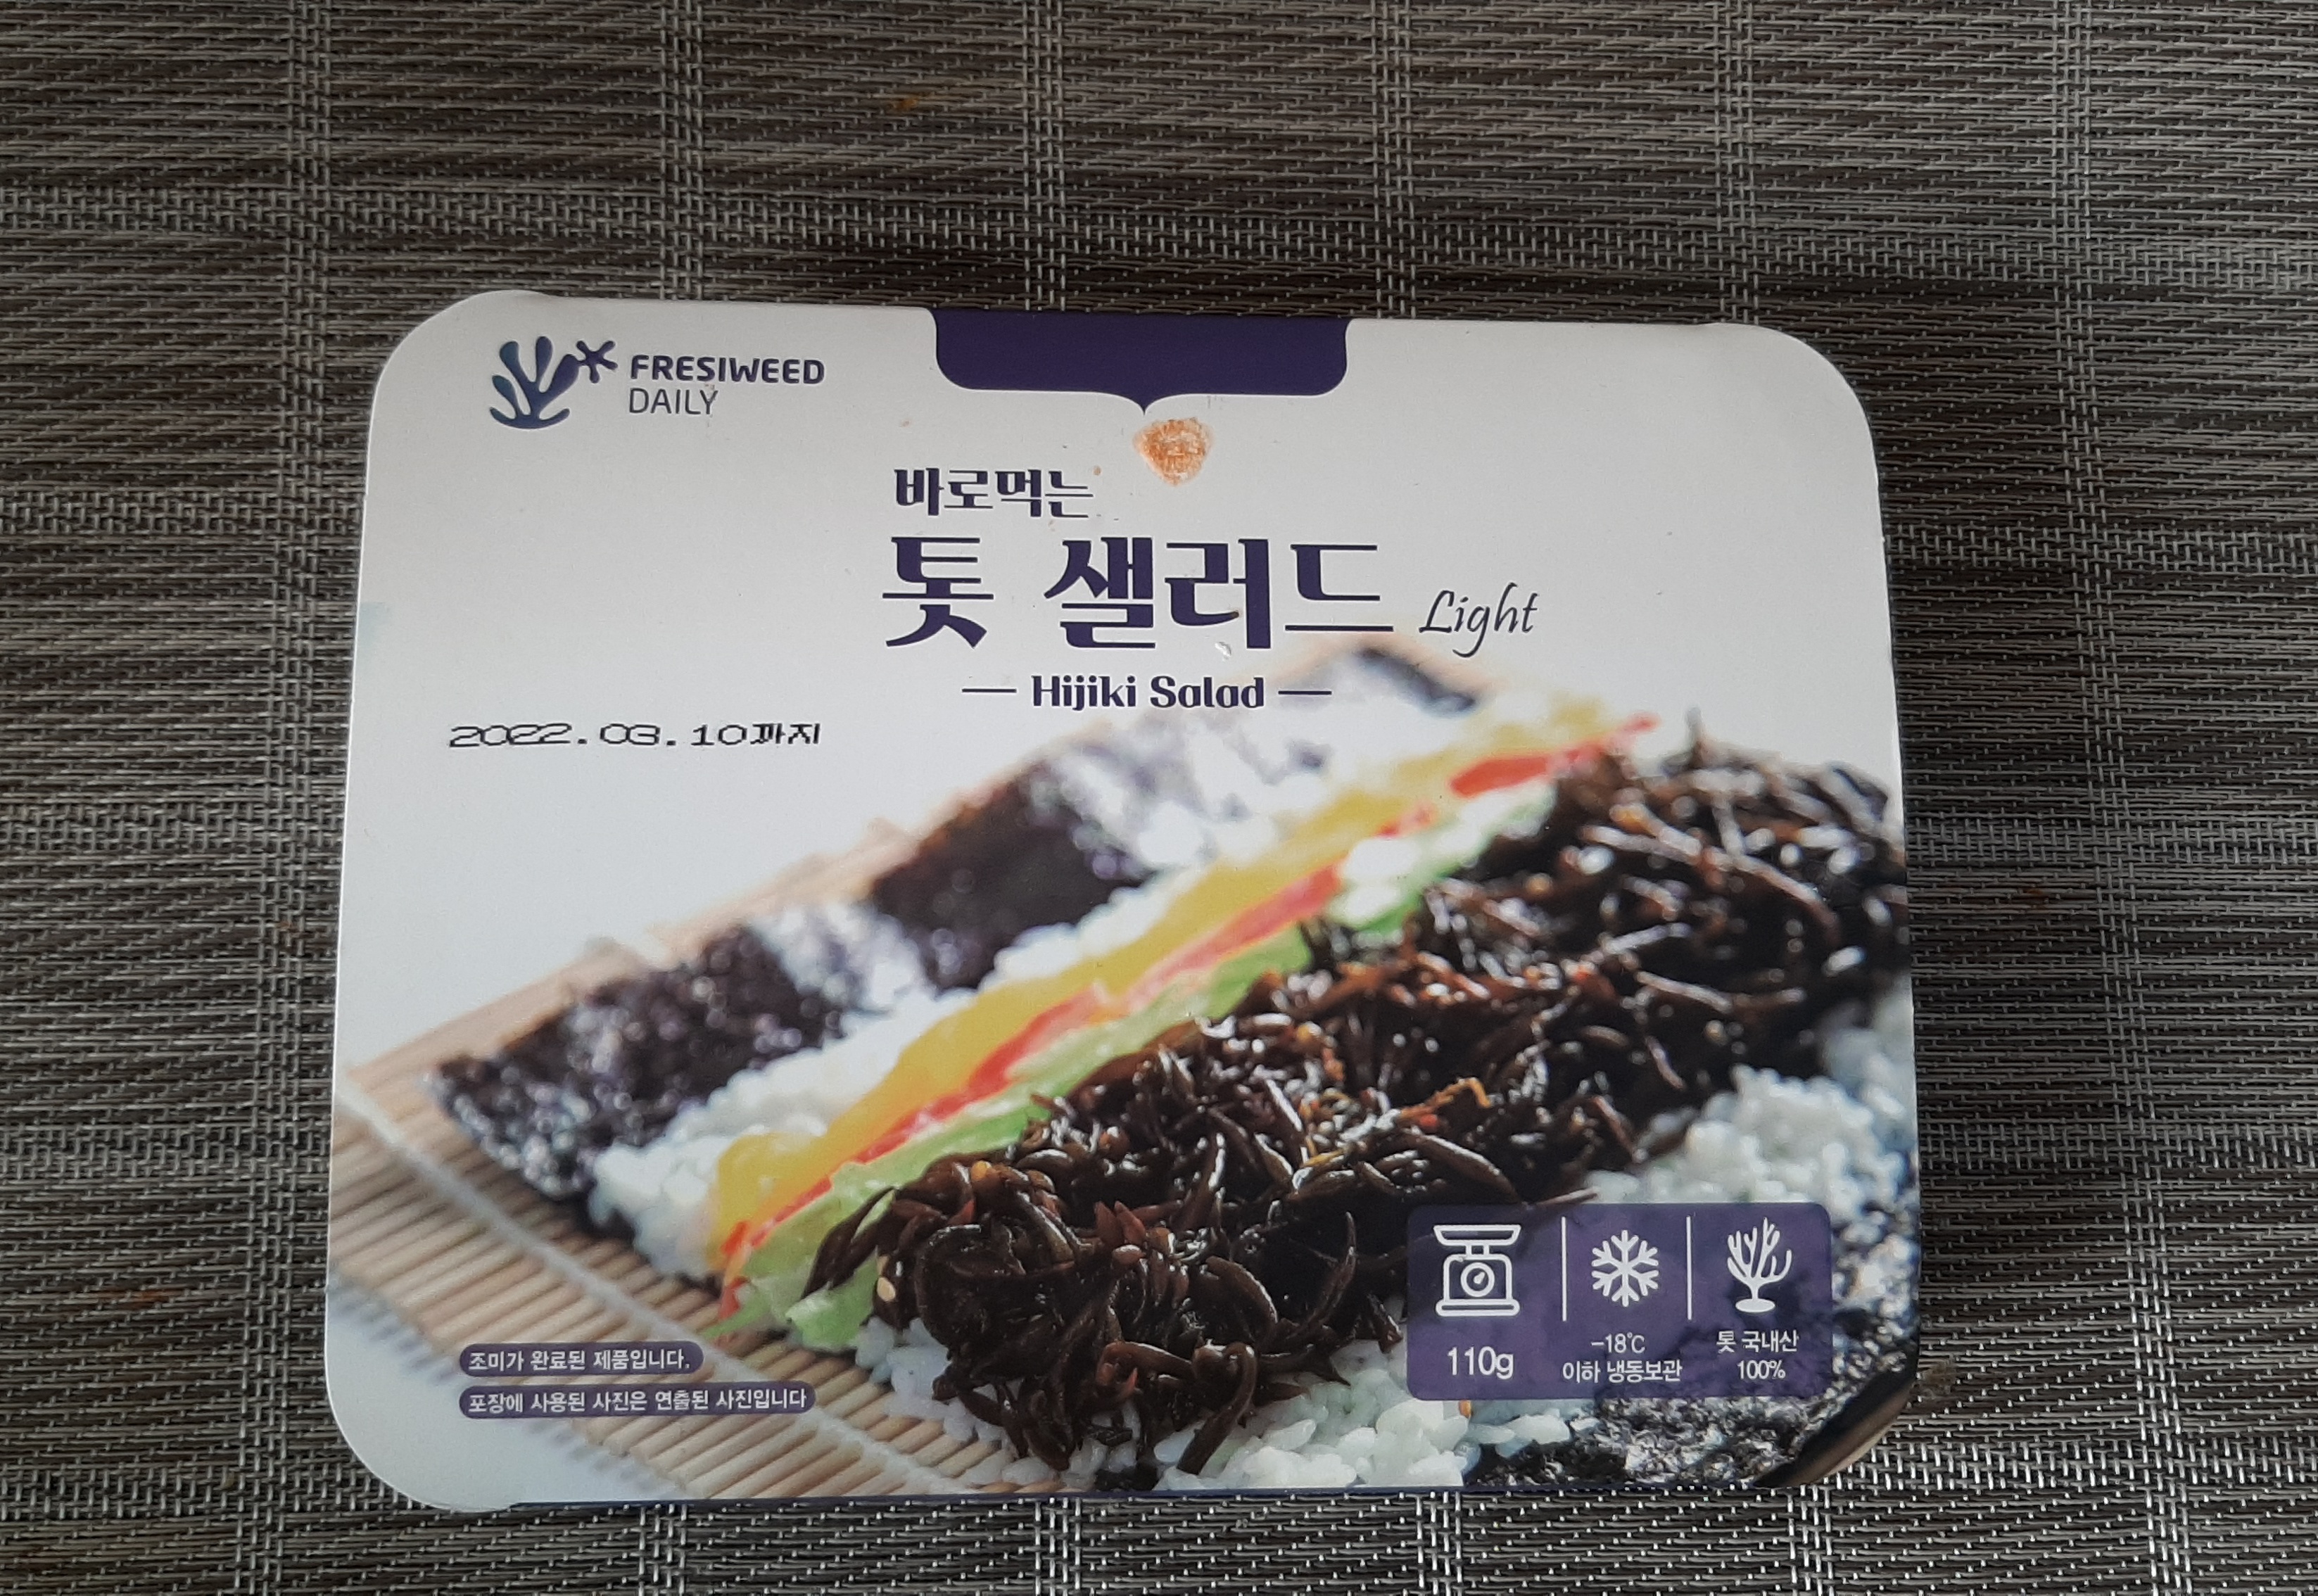 FRESIWEED
DAILY
바로먹는
톳 샐러드 Light
Hijiki Salad
2022.03.10까지
조미가 완료된 제품입니다.
포장에 사용된 사진은 연출된 사진입니다
110g
-18℃
이하 냉동보관
톳 국내산
100%